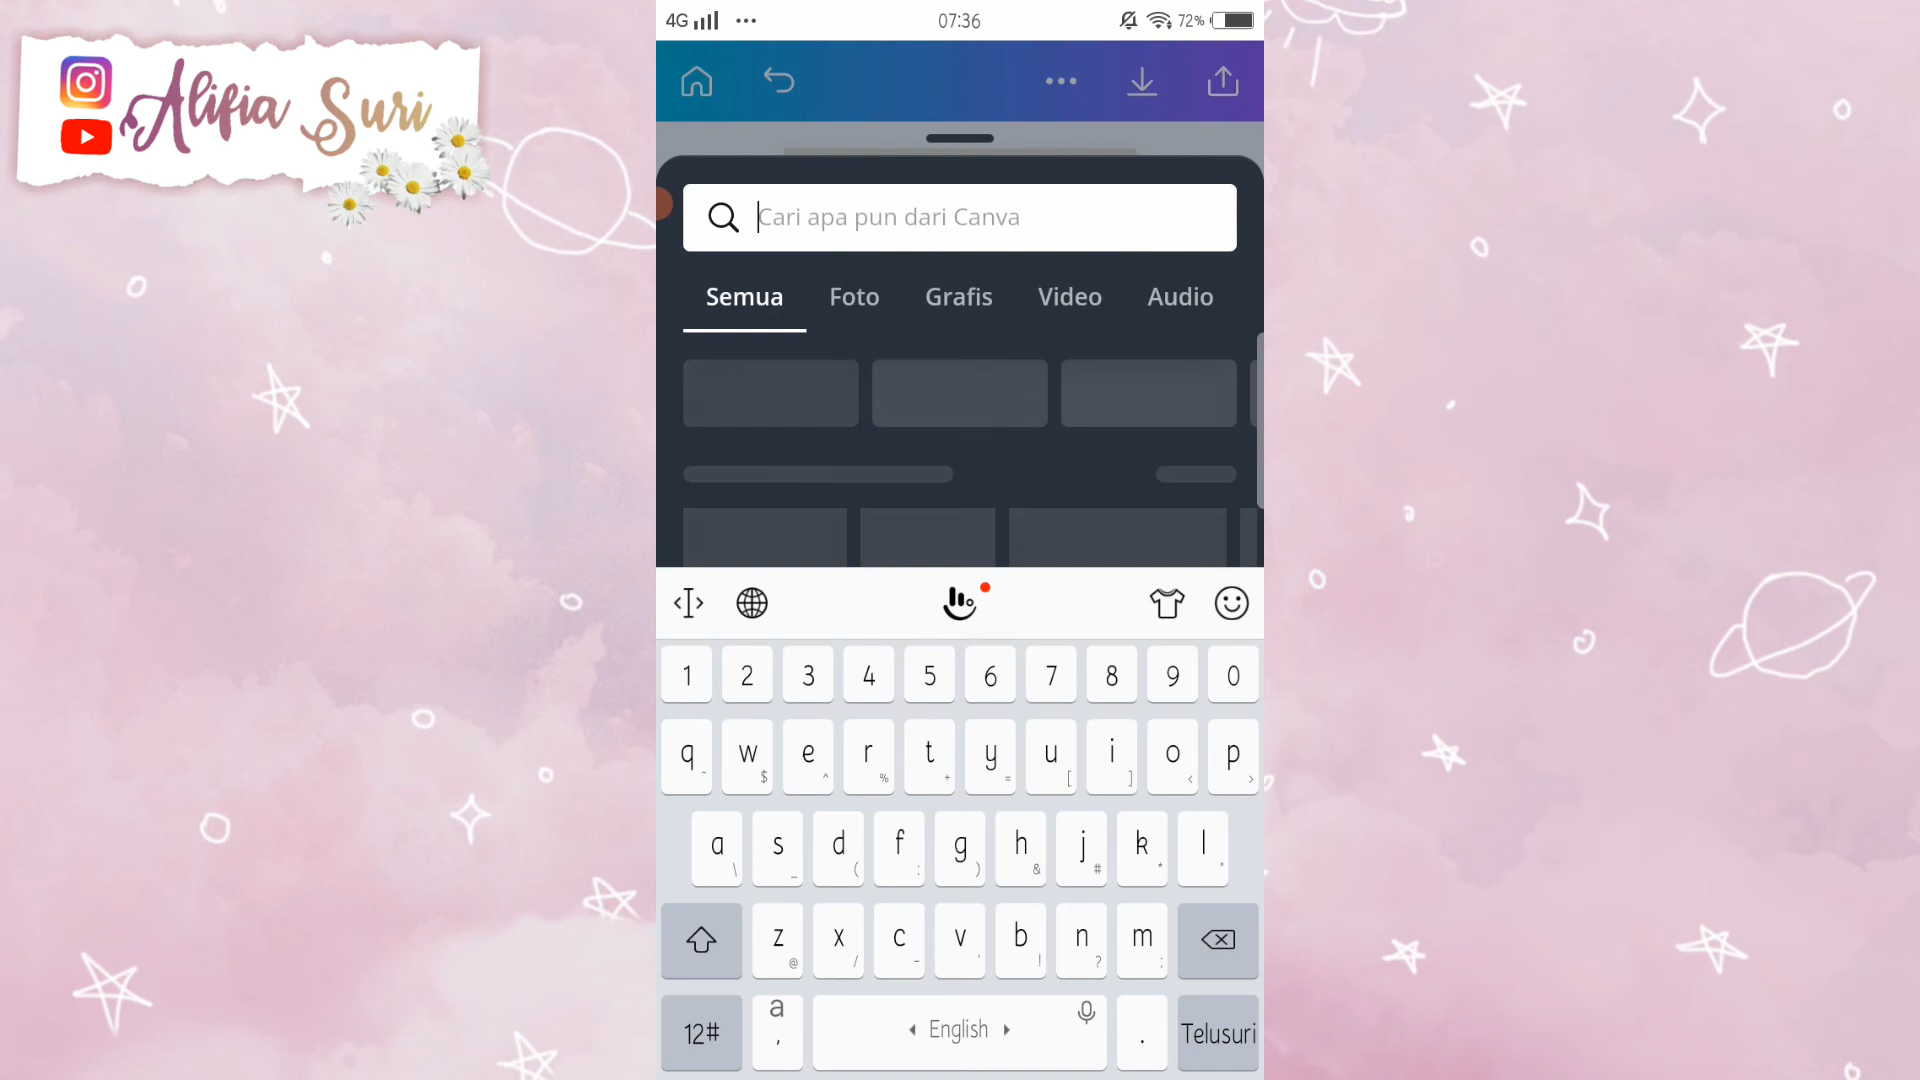 Alifia Suri
4G 07:36 72%
Cari apa pun dari Canva
Semua Foto Grafis Video Audio
1 2 3 4 5 6 7 8 9 0
q w e r t y u i o p
~ $ ^ % + = [ ] < >
a s d f g h j k l
\ _ ( : ) & # * "
z x c v b n m
@ / - ' ! ? ;
12# a , English . Telusuri